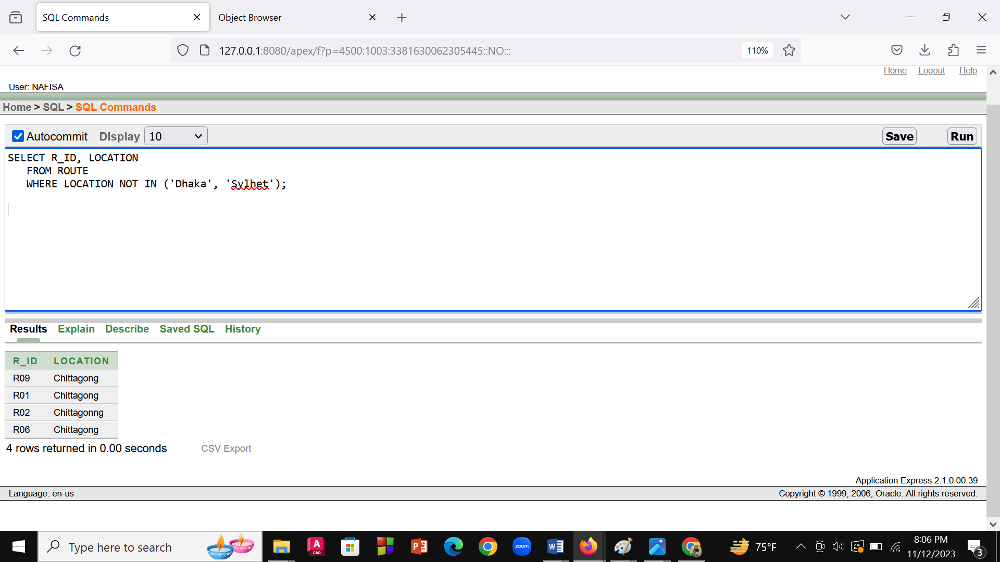 SQL Commands
Object Browser
127.0.0.1:8080/apex/f?p=4500:1003:3381630062305445::NO:::
110%
Home Logout Help
User: NAFISA
Home > SQL > SQL Commands
Autocommit Display 10 Save Run
SELECT R_ID, LOCATION
FROM ROUTE
WHERE LOCATION NOT IN ('Dhaka', 'Sylhet');
Results Explain Describe Saved SQL History
R_ID LOCATION
R09 Chittagong
R01 Chittagong
R02 Chittagonng
R06 Chittagong
4 rows returned in 0.00 seconds CSV Export
Application Express 2.1.0.00.39
Language: en-us Copyright © 1999, 2006, Oracle. All rights reserved.
Type here to search
A CAD
zoom
75°F
8:06 PM
11/12/2023
3